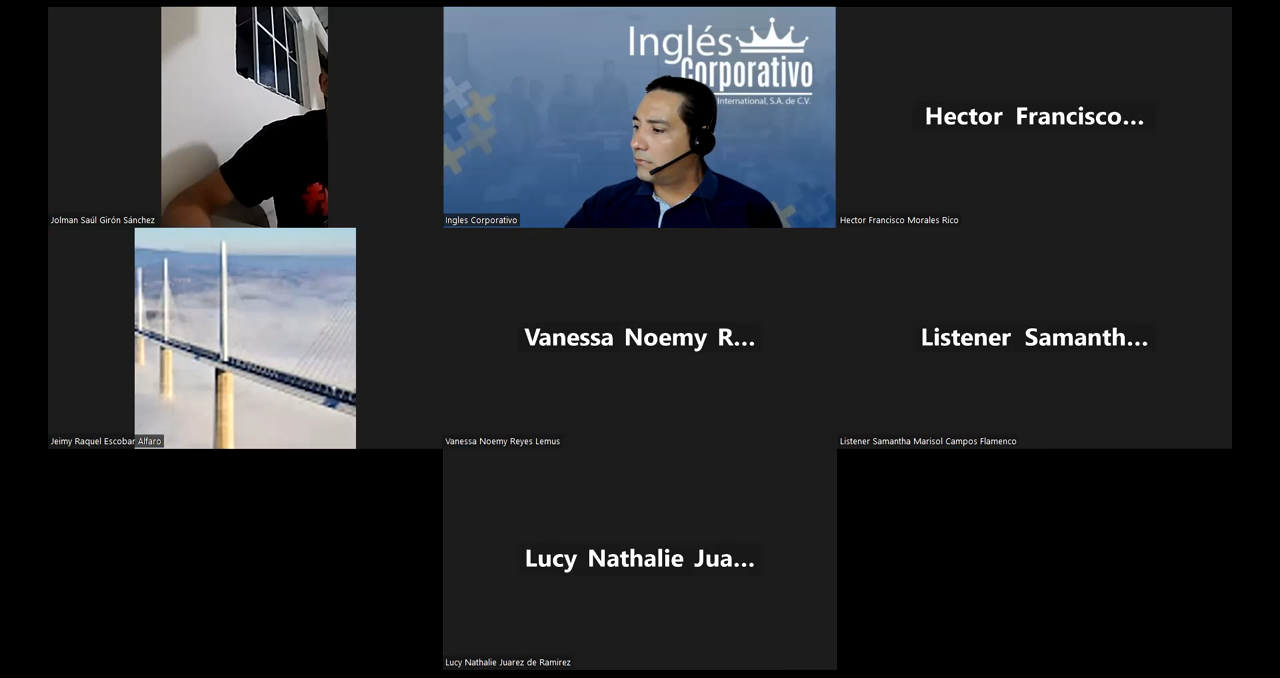 Inglés
Corporativo
International, S.A. de C.V.
Jolman Saúl Girón Sánchez
Ingles Corporativo
Hector Francisco...
Hector Francisco Morales Rico
Jeimy Raquel Escobar Alfaro
Vanessa Noemy R...
Vanessa Noemy Reyes Lemus
Listener Samanth...
Listener Samantha Marisol Campos Flamenco
Lucy Nathalie Jua...
Lucy Nathalie Juarez de Ramirez